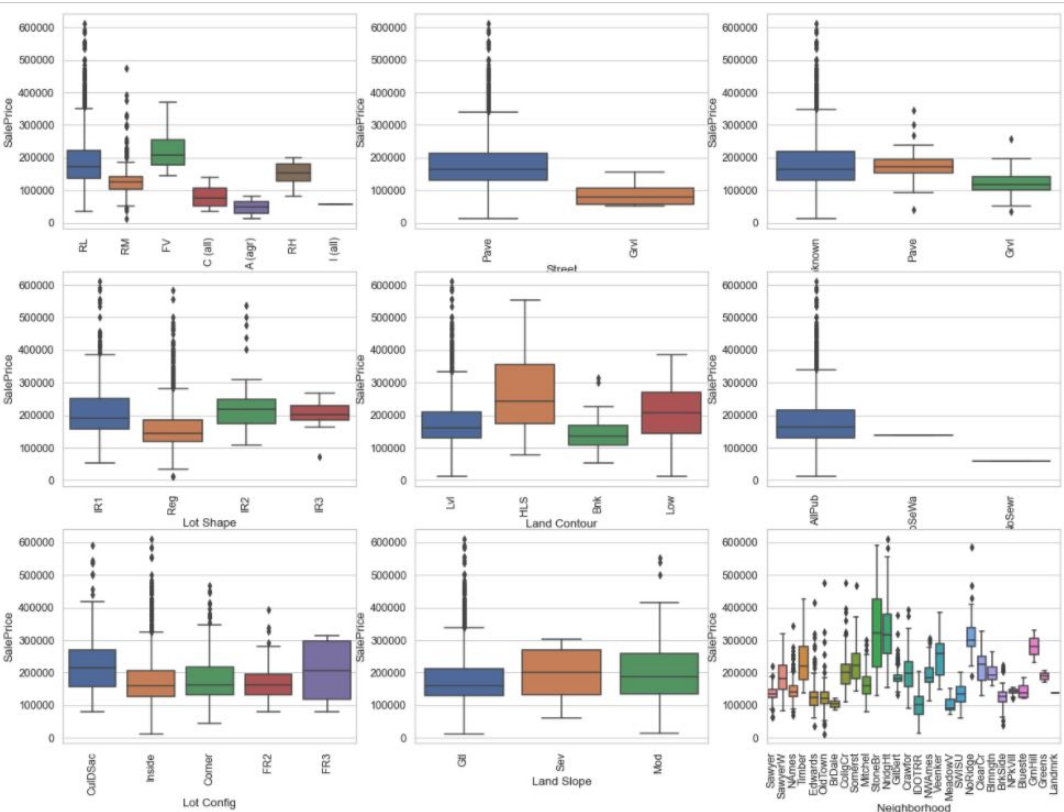 600000
500000
400000
300000
200000
100000
0
SalePrice
RL
RM
FV
C (all)
A (agr)
RH
I (all)
600000
500000
400000
300000
200000
100000
0
SalePrice
Pave
Grvl
Street
600000
500000
400000
300000
200000
100000
0
SalePrice
known
Pave
Grvl
600000
500000
400000
300000
200000
100000
0
SalePrice
IR1
Reg
IR2
IR3
Lot Shape
600000
500000
400000
300000
200000
100000
0
SalePrice
Lvl
HLS
Bnk
Low
Land Contour
600000
500000
400000
300000
200000
100000
0
SalePrice
AllPub
oSeWa
loSewr
600000
500000
400000
300000
200000
100000
0
SalePrice
CulDSac
Inside
Corner
FR2
FR3
Lot Config
600000
500000
400000
300000
200000
100000
0
SalePrice
Gtl
Sev
Mod
Land Slope
600000
500000
400000
300000
200000
100000
0
SalePrice
Sawyer
SawyerW
NAmes
Timber
Edwards
OldTown
BrDale
CollgCr
Somerst
Mitchel
StoneBr
NridgHt
Gilbert
Crawfor
IDOTRR
NWAmes
Veenker
MeadowV
SWISU
NoRidge
ClearCr
Blmngtn
BrkSide
NPkVill
Blueste
GrnHill
Greens
Landmrk
Neighborhood